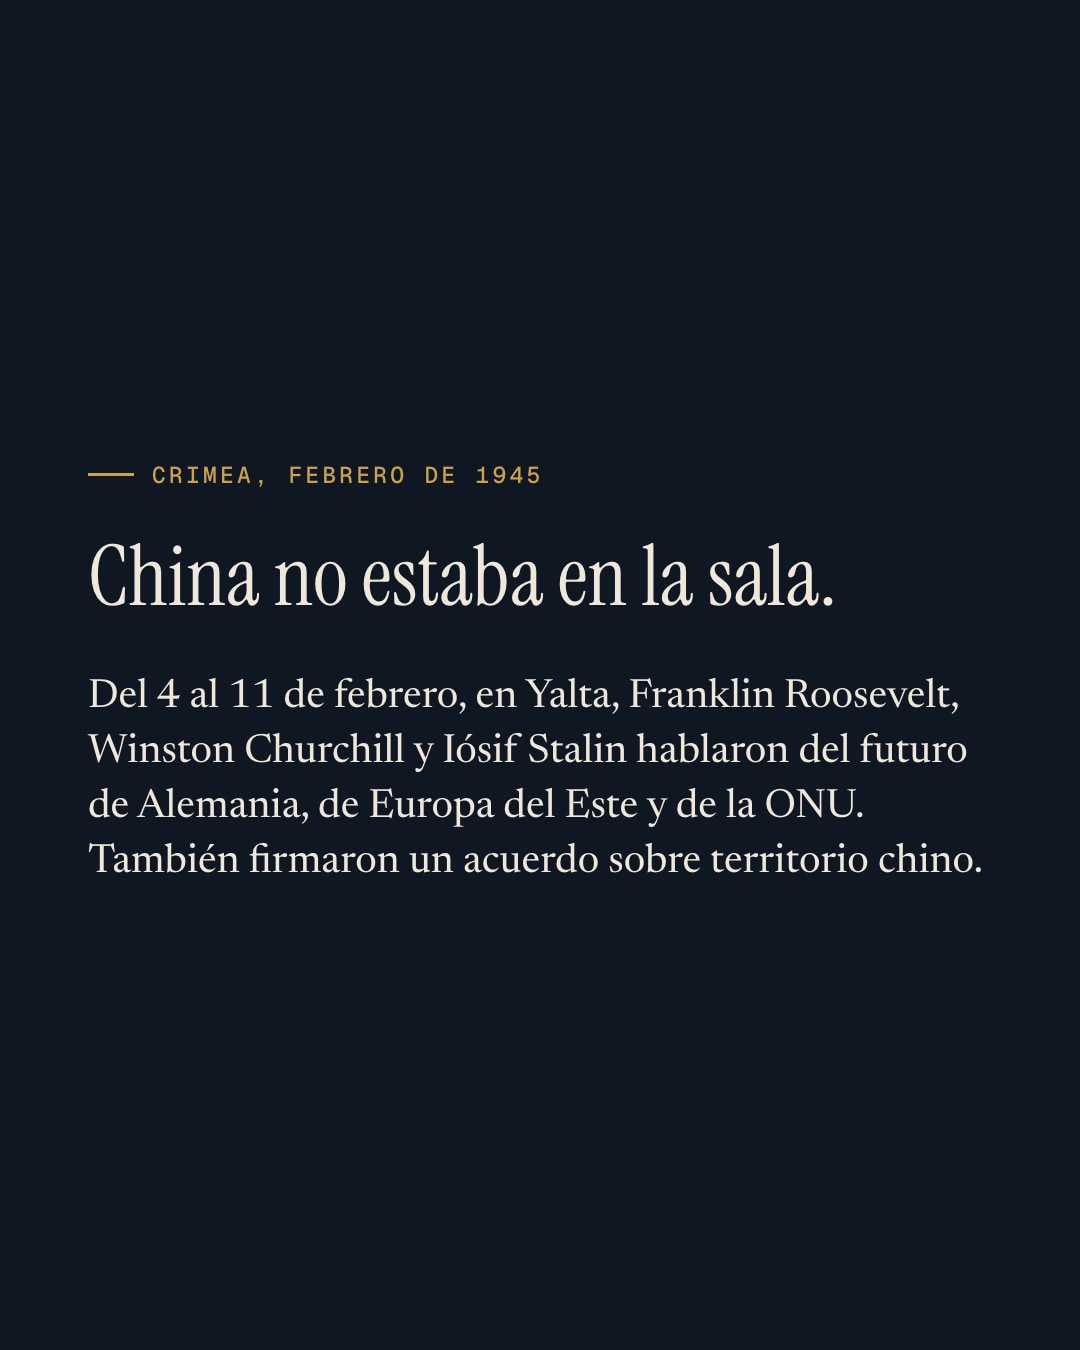 CRIMEA, FEBRERO DE 1945
China no estaba en la sala.
Del 4 al 11 de febrero, en Yalta, Franklin Roosevelt,
Winston Churchill y Iósif Stalin hablaron del futuro
de Alemania, de Europa del Este y de la ONU.
También firmaron un acuerdo sobre territorio chino.